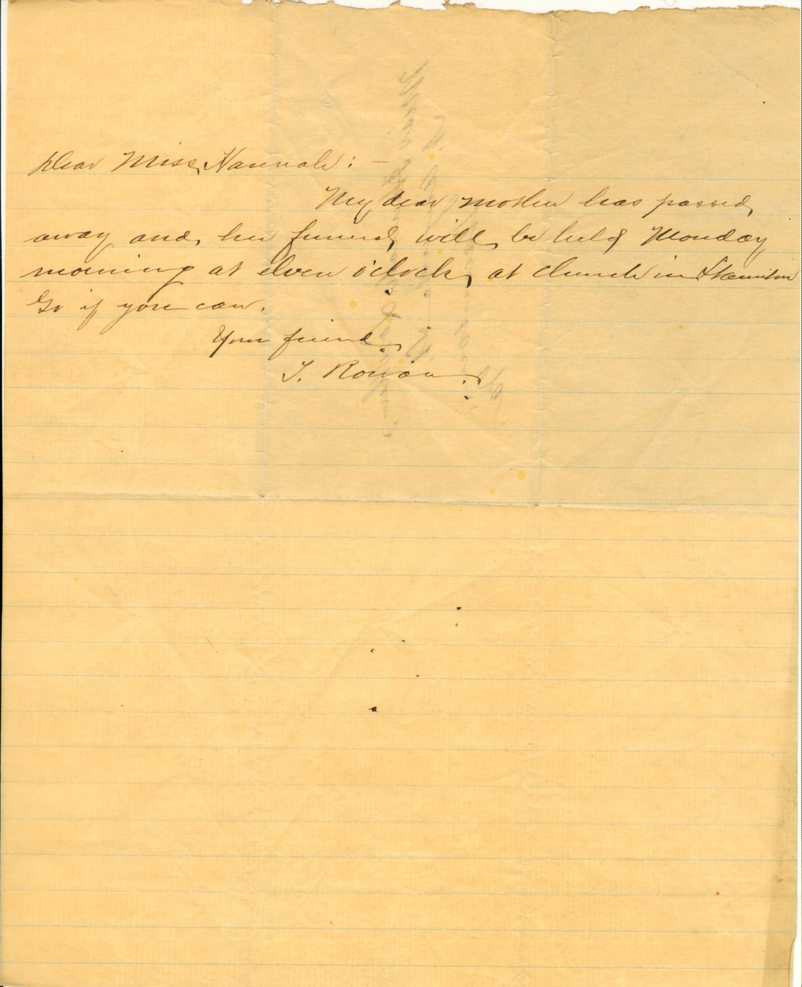 Dear Miss Hannah: –
My dear mother has passed
away and her funeral will be held Monday
morning at eleven o'clock at church in Staunton
Go if you can.
Your friend
T. Rowan.